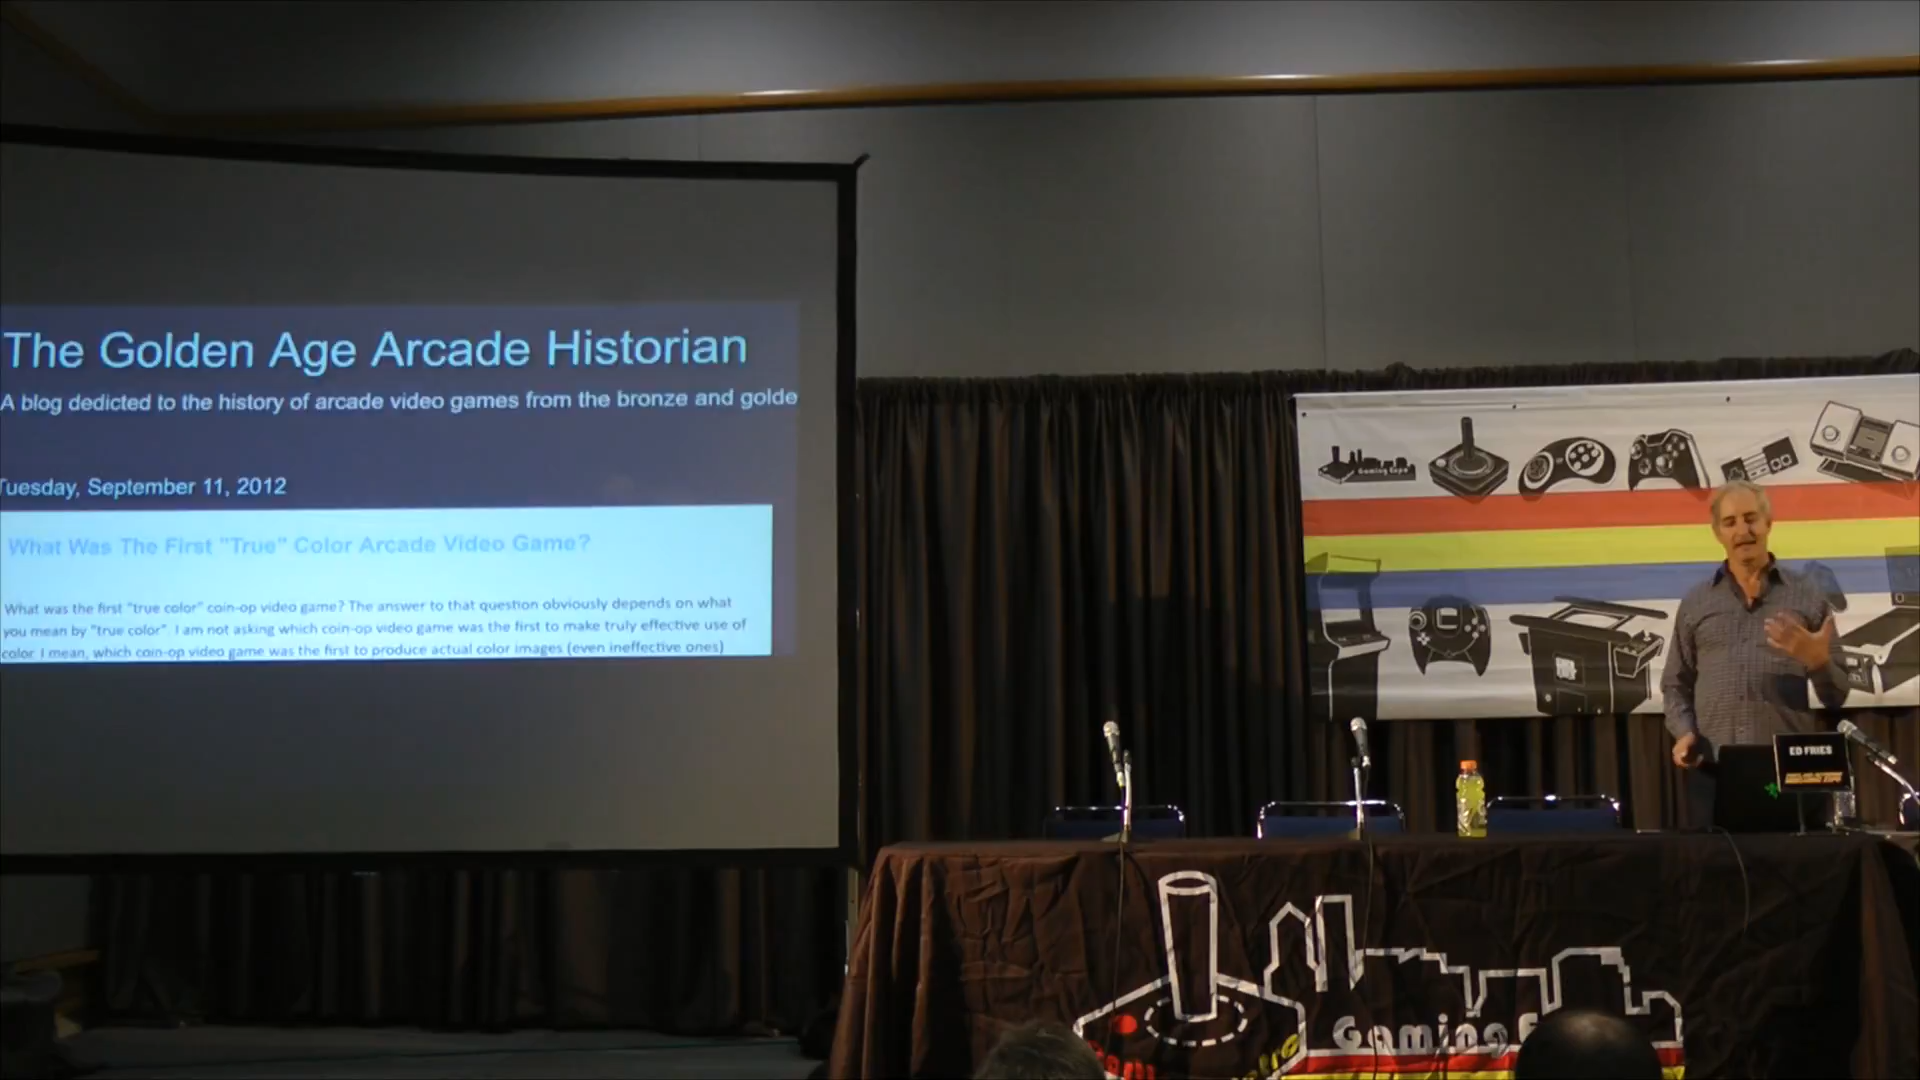 The Golden Age Arcade Historian
A blog dedicted to the history of arcade video games from the bronze and golde
Tuesday, September 11, 2012
What Was The First "True" Color Arcade Video Game?
What was the first "true color" coin-op video game? The answer to that question obviously depends on what
you mean by "true color". I am not asking which coin-op video game was the first to make truly effective use of
color. I mean, which coin-op video game was the first to produce actual color images (even ineffective ones)
Gaming Expo
ED FRIES
Gaming E